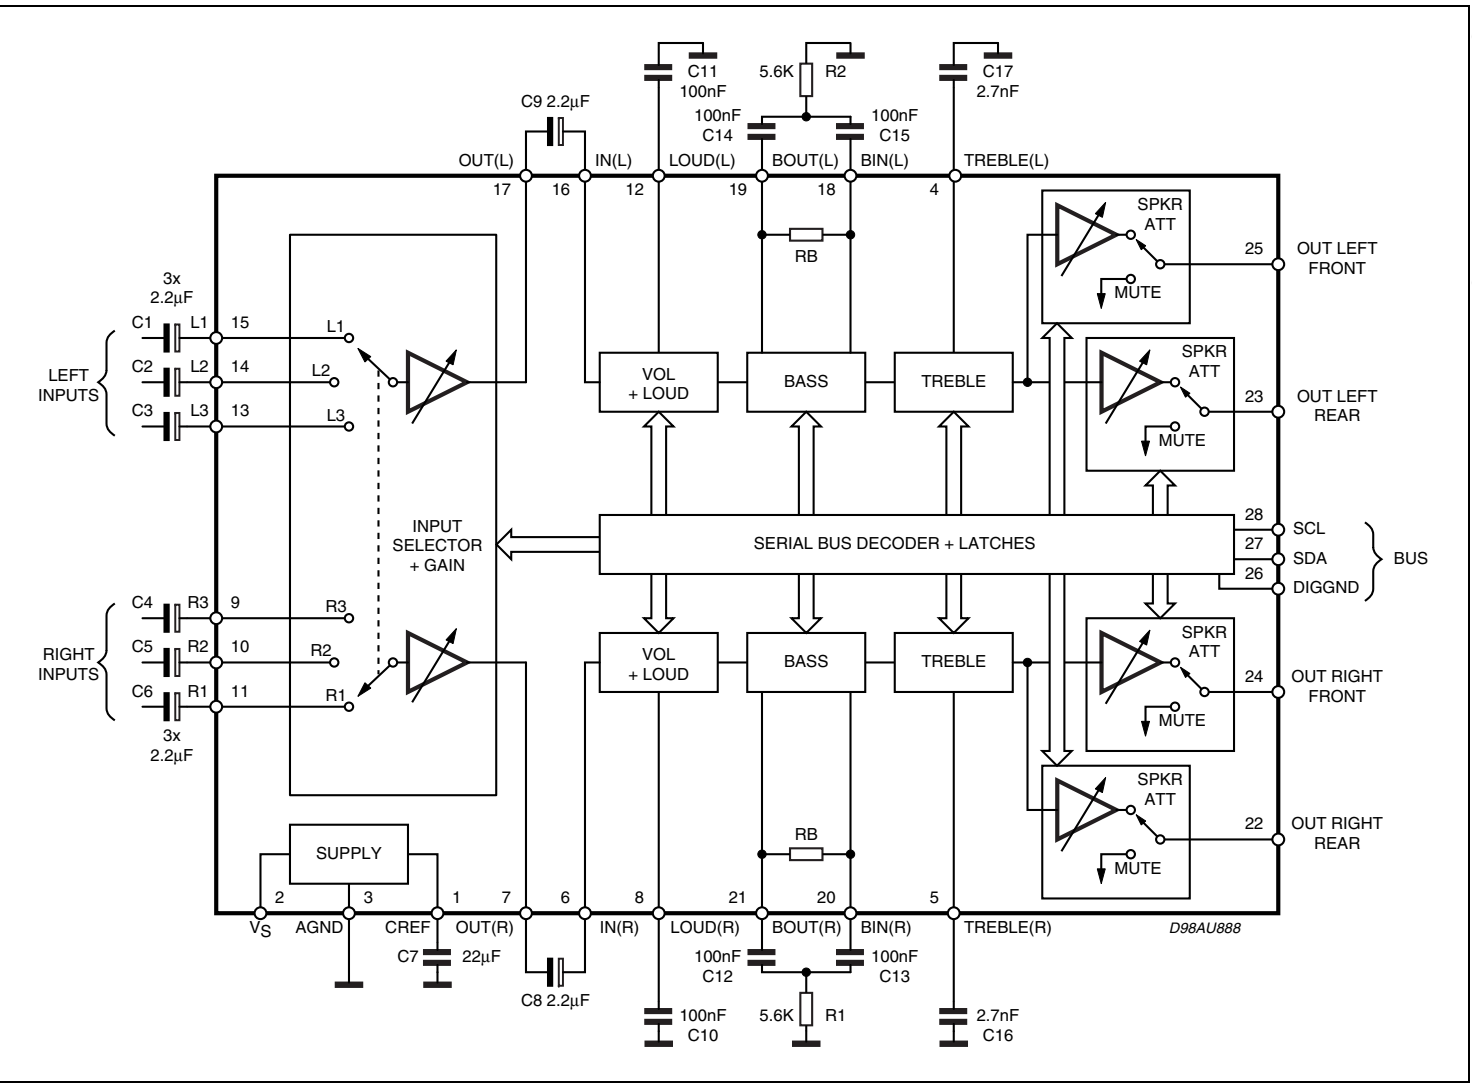 C11
100nF
5.6K
R2
C17
2.7nF
C9 2.2µF
100nF
C14
100nF
C15
OUT(L)
IN(L)
LOUD(L)
BOUT(L)
BIN(L)
TREBLE(L)
17
16
12
19
18
4
SPKR
ATT
MUTE
25
OUT LEFT
FRONT
RB
3x
2.2µF
C1
L1
15
L1
C2
L2
14
L2
C3
L3
13
L3
LEFT
INPUTS
VOL
+ LOUD
BASS
TREBLE
SPKR
ATT
MUTE
23
OUT LEFT
REAR
INPUT
SELECTOR
+ GAIN
SERIAL BUS DECODER + LATCHES
28
SCL
27
SDA
26
DIGGND
BUS
C4
R3
9
R3
C5
R2
10
R2
C6
R1
11
R1
RIGHT
INPUTS
3x
2.2µF
VOL
+ LOUD
BASS
TREBLE
SPKR
ATT
MUTE
24
OUT RIGHT
FRONT
SPKR
ATT
MUTE
22
OUT RIGHT
REAR
RB
SUPPLY
2
3
1
7
6
8
21
20
5
VS
AGND
CREF
OUT(R)
IN(R)
LOUD(R)
BOUT(R)
BIN(R)
TREBLE(R)
D98AU888
C7
22µF
C8 2.2µF
100nF
C12
100nF
C13
100nF
C10
5.6K
R1
2.7nF
C16